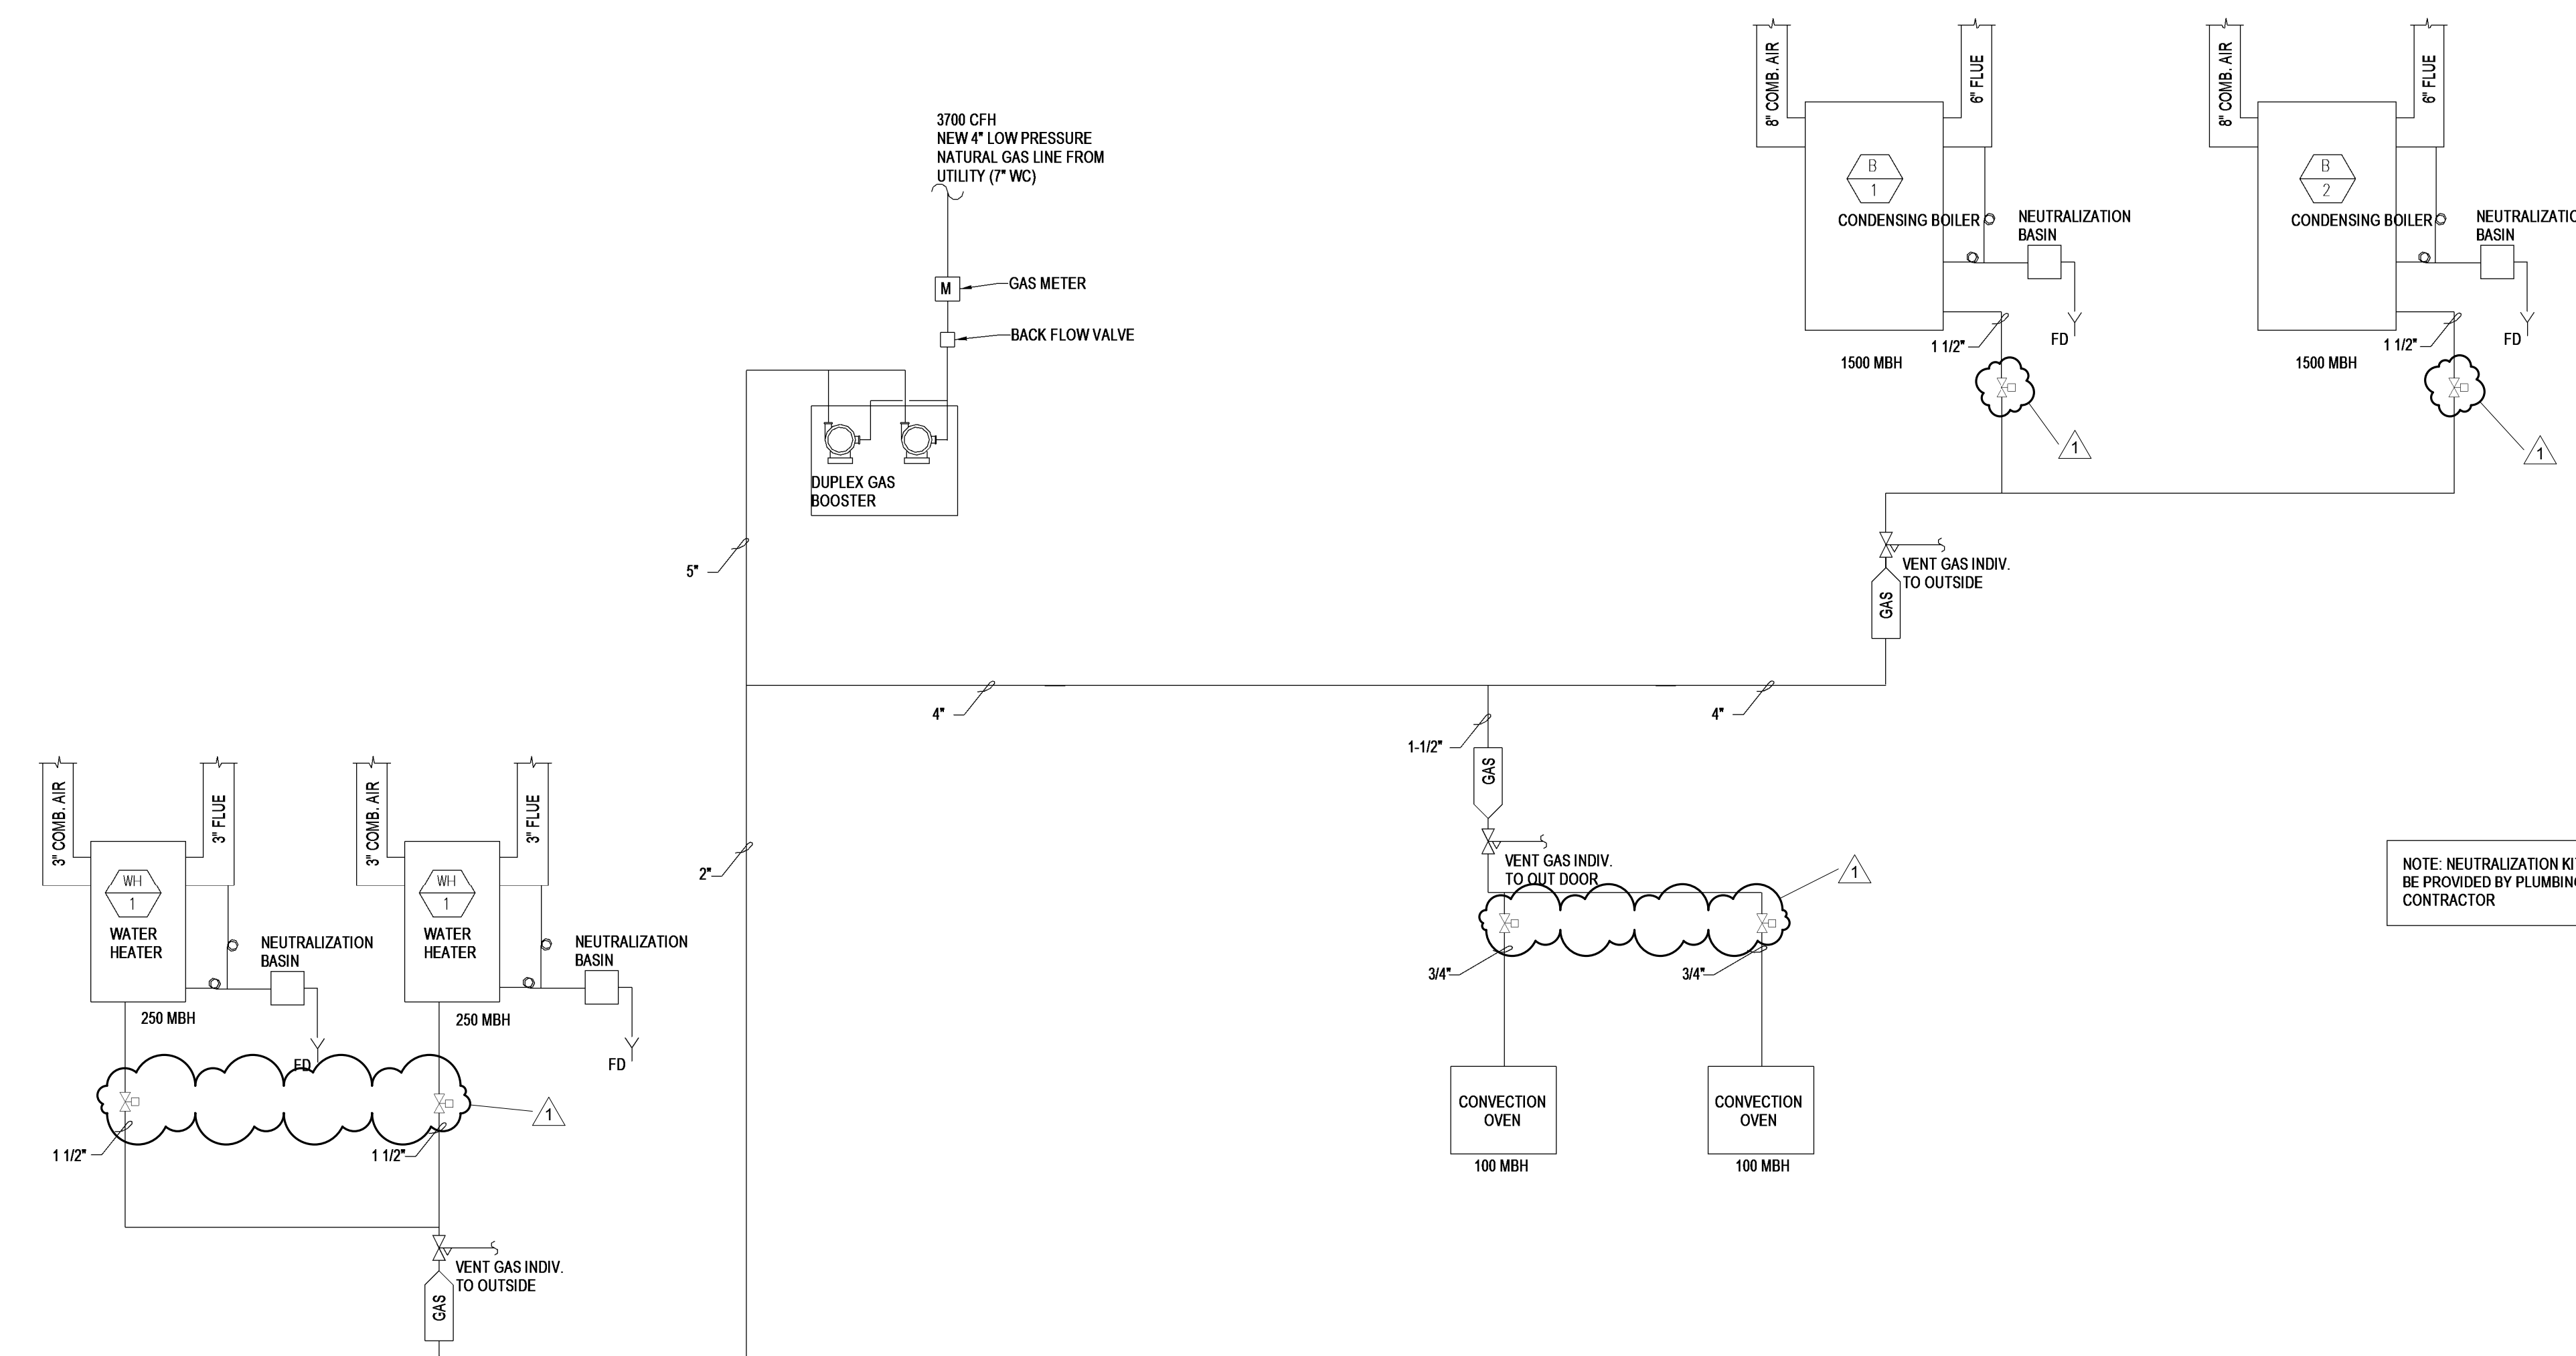 8" COMB. AIR
6" FLUE
8" COMB. AIR
6" FLUE
3700 CFH
NEW 4" LOW PRESSURE
NATURAL GAS LINE FROM
UTILITY (7" WC)
M
GAS METER
BACK FLOW VALVE
DUPLEX GAS
BOOSTER
B
1
CONDENSING BOILER
NEUTRALIZATION
BASIN
1 1/2"
FD
1500 MBH
1
B
2
CONDENSING BOILER
NEUTRALIZATIO
BASIN
1 1/2"
FD
1500 MBH
1
VENT GAS INDIV.
TO OUTSIDE
GAS
5"
4"
4"
1-1/2"
GAS
VENT GAS INDIV.
TO OUT DOOR
1
3/4"
3/4"
CONVECTION
OVEN
100 MBH
CONVECTION
OVEN
100 MBH
2"
3" COMB. AIR
3" FLUE
3" COMB. AIR
3" FLUE
WH
1
WATER
HEATER
NEUTRALIZATION
BASIN
250 MBH
FD
WH
1
WATER
HEATER
NEUTRALIZATION
BASIN
250 MBH
FD
1
1 1/2"
1 1/2"
VENT GAS INDIV.
TO OUTSIDE
GAS
NOTE: NEUTRALIZATION KI
BE PROVIDED BY PLUMBING
CONTRACTOR